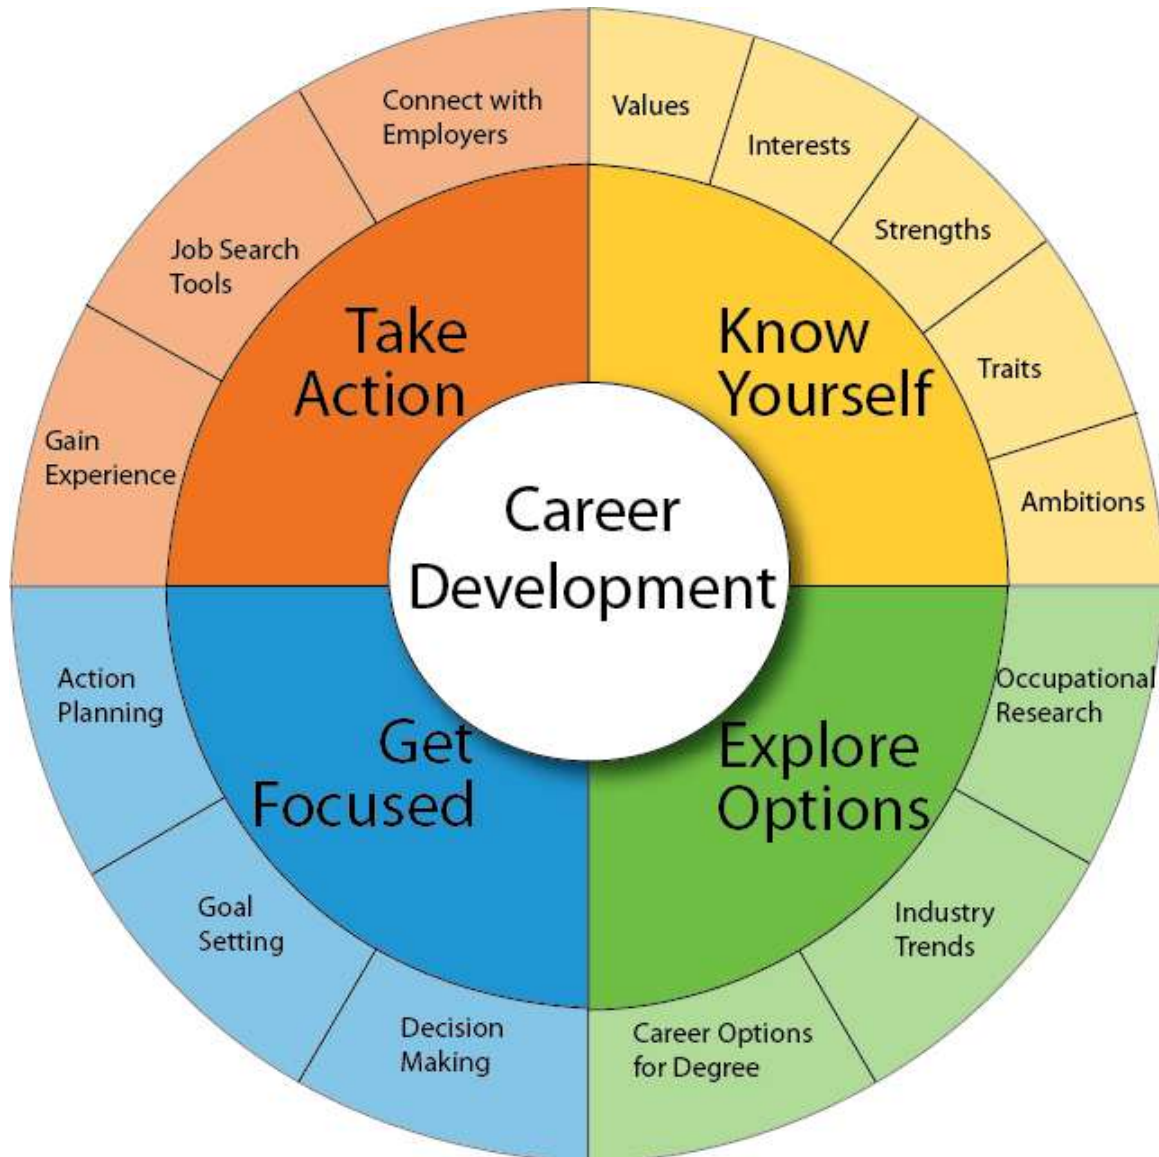 Career
Development
Know
Yourself
Values
Interests
Strengths
Traits
Ambitions
Explore
Options
Occupational
Research
Industry
Trends
Career Options
for Degree
Get
Focused
Decision
Making
Goal
Setting
Action
Planning
Take
Action
Gain
Experience
Job Search
Tools
Connect with
Employers